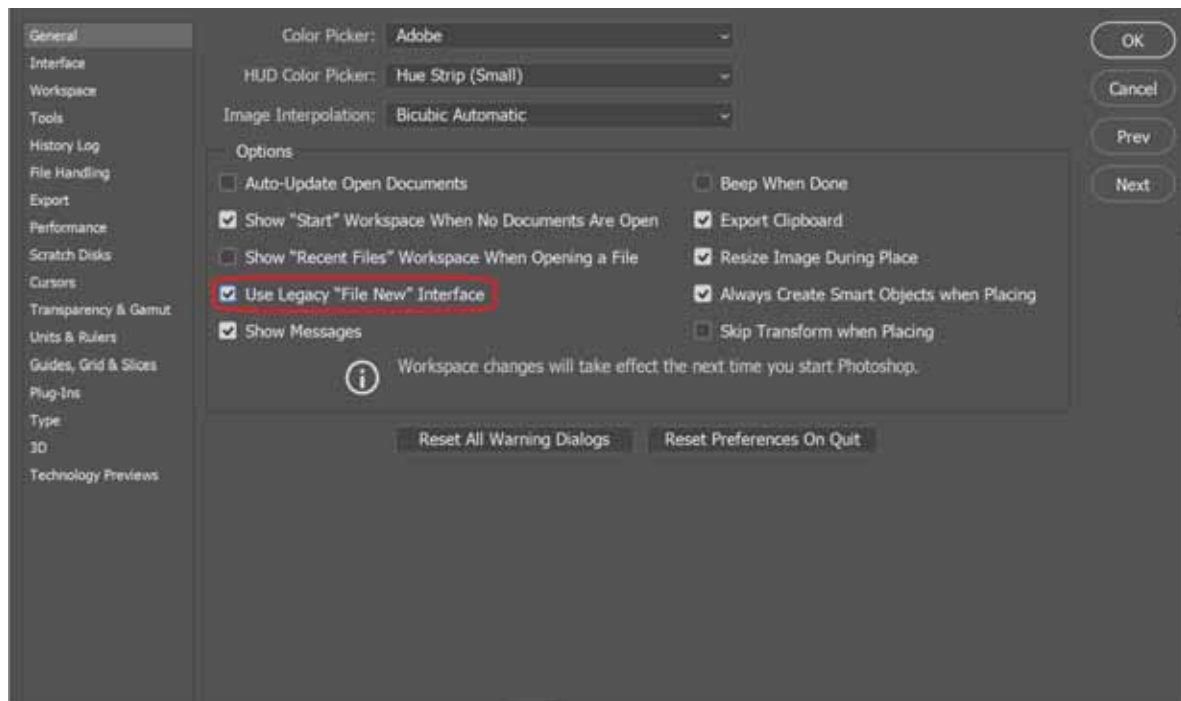 General
Interface
Workspace
Tools
History Log
File Handling
Export
Performance
Scratch Disks
Cursors
Transparency & Gamut
Units & Rulers
Guides, Grid & Slices
Plug-Ins
Type
3D
Technology Previews
Color Picker: Adobe
HUD Color Picker: Hue Strip (Small)
Image Interpolation: Bicubic Automatic
Options
Auto-Update Open Documents
Show "Start" Workspace When No Documents Are Open
Show "Recent Files" Workspace When Opening a File
Use Legacy "File New" Interface
Show Messages
Beep When Done
Export Clipboard
Resize Image During Place
Always Create Smart Objects when Placing
Skip Transform when Placing
Workspace changes will take effect the next time you start Photoshop.
Reset All Warning Dialogs
Reset Preferences On Quit
OK
Cancel
Prev
Next